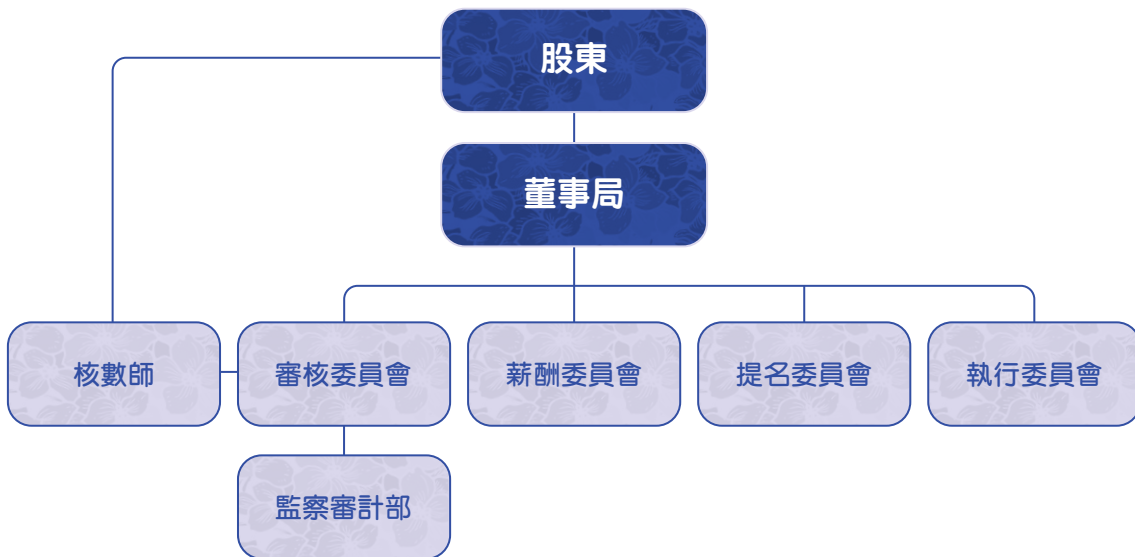 股東
董事局
核數師
審核委員會
薪酬委員會
提名委員會
執行委員會
監察審計部